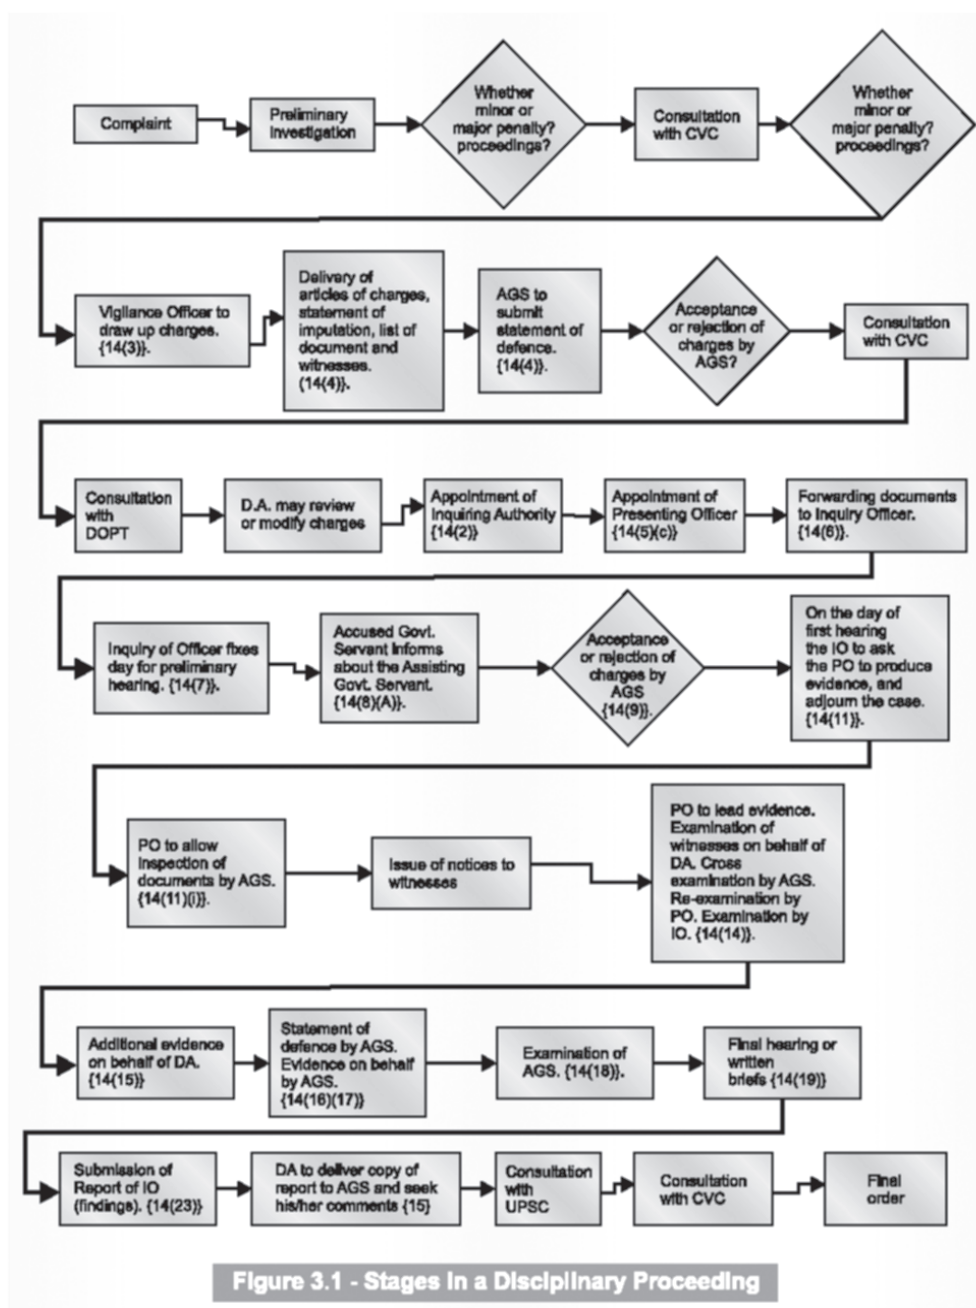 Complaint
Preliminary
Investigation
Whether
minor or
major penalty?
proceedings?
Consultation
with CVC
Whether
minor or
major penalty?
proceedings?
Vigilance Officer to
draw up charges.
{14(3)}.
Delivery of
articles of charges,
statement of
imputation, list of
document and
witnesses.
(14(4)}.
AGS to
submit
statement of
defence.
{14(4)}.
Acceptance
or rejection of
charges by
AGS?
Consultation
with CVC
Consultation
with
DOPT
D.A. may review
or modify charges
Appointment of
Inquiring Authority
{14(2)}
Appointment of
Presenting Officer
{14(5)(c)}
Forwarding documents
to Inquiry Officer.
{14(6)}.
Inquiry of Officer fixes
day for preliminary
hearing. {14(7)}.
Accused Govt.
Servant informs
about the Assisting
Govt. Servant.
{14(8)(A)}.
Acceptance
or rejection of
charges by
AGS
{14(9)}.
On the day of
first hearing
the IO to ask
the PO to produce
evidence, and
adjourn the case.
{14(11)}.
PO to allow
inspection of
documents by AGS.
{14(11)(i)}.
Issue of notices to
witnesses
PO to lead evidence.
Examination of
witnesses on behalf of
DA. Cross
examination by AGS.
Re-examination by
PO. Examination by
IO. {14(14)}.
Additional evidence
on behalf of DA.
{14(15)}
Statement of
defence by AGS.
Evidence on behalf
by AGS.
{14(16)(17)}
Examination of
AGS. {14(18)}.
Final hearing or
written
briefs {14(19)}
Submission of
Report of IO
(findings). {14(23)}
DA to deliver copy of
report to AGS and seek
his/her comments {15}
Consultation
with
UPSC
Consultation
with CVC
Final
order
Figure 3.1 - Stages in a Disciplinary Proceeding